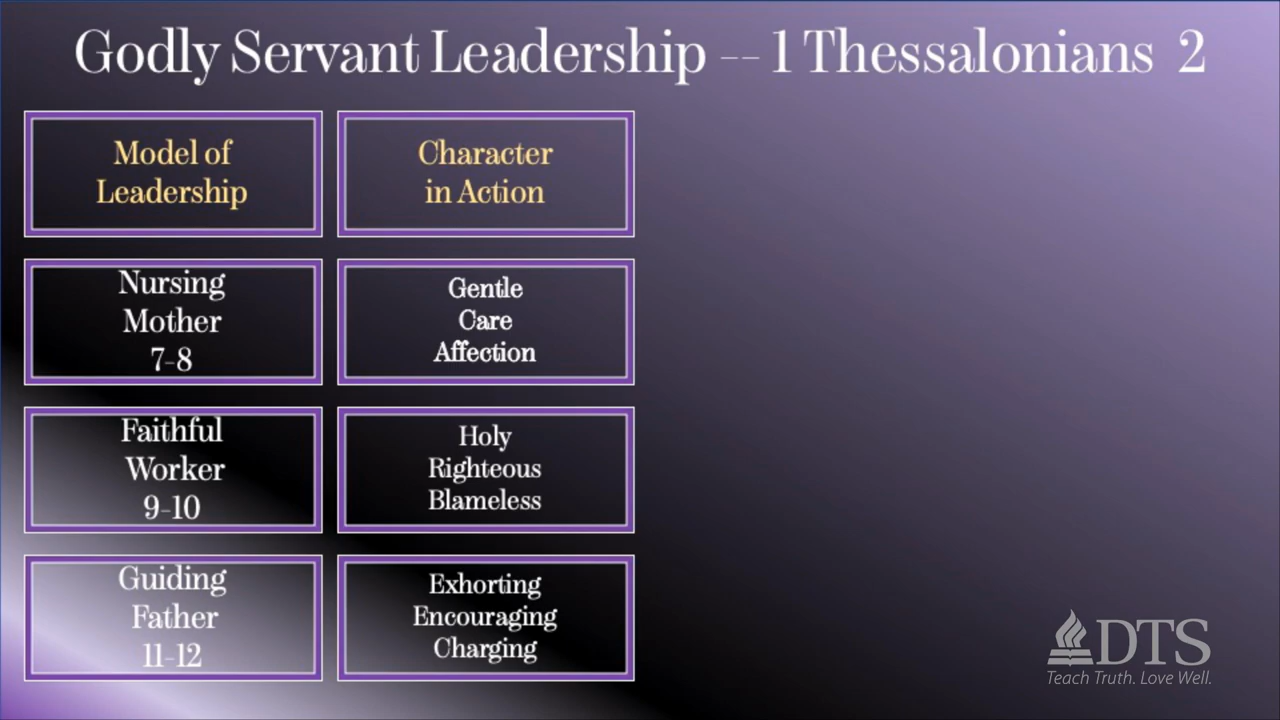 Godly Servant Leadership -- 1 Thessalonians 2
Model of
Leadership
Character
in Action
Nursing
Mother
7-8
Gentle
Care
Affection
Faithful
Worker
9-10
Holy
Righteous
Blameless
Guiding
Father
11-12
Exhorting
Encouraging
Charging
DTS
Teach Truth. Love Well.